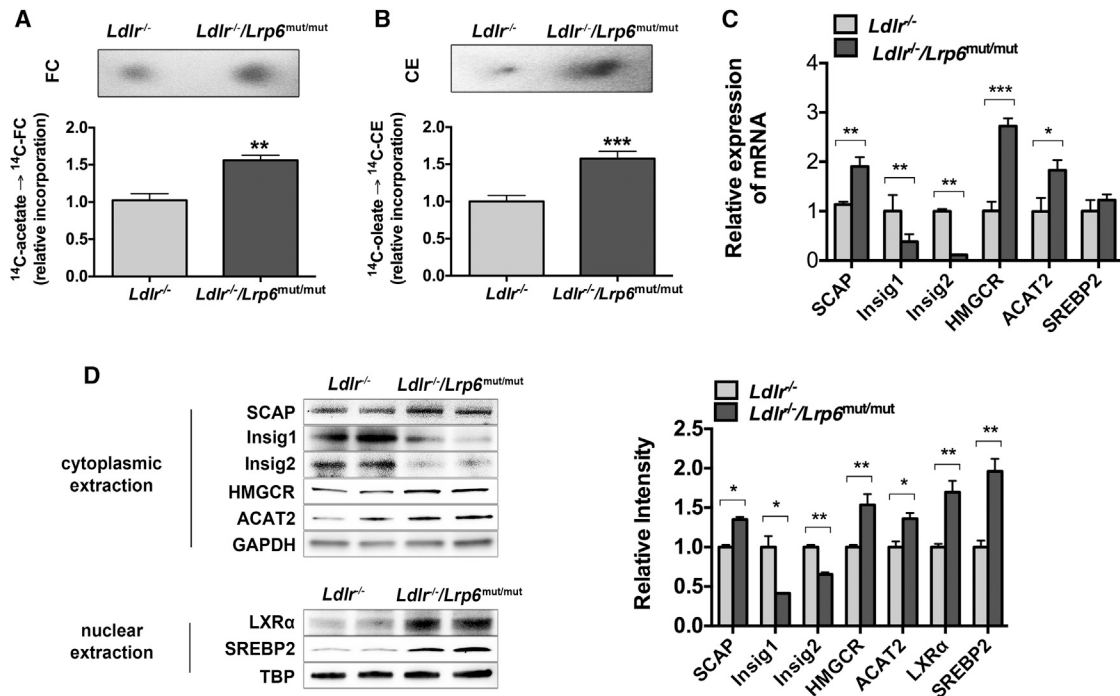 A
Ldlr-/- Ldlr-/-/Lrp6mut/mut
FC
14C-acetate → 14C-FC
(relative incorporation)
2.0
1.5
1.0
0.5
0.0
**
Ldlr-/- Ldlr-/-/Lrp6mut/mut
B
Ldlr-/- Ldlr-/-/Lrp6mut/mut
CE
14C-oleate → 14C-CE
(relative incorporation)
2.0
1.5
1.0
0.5
0.0
***
Ldlr-/- Ldlr-/-/Lrp6mut/mut
C
Ldlr-/-
Ldlr-/-/Lrp6mut/mut
Relative expression
of mRNA
4
3
2
1
0
** ** ** *** *
SCAP Insig1 Insig2 HMGCR ACAT2 SREBP2
D
Ldlr-/- Ldlr-/-/Lrp6mut/mut
cytoplasmic
extraction
SCAP
Insig1
Insig2
HMGCR
ACAT2
GAPDH
Ldlr-/- Ldlr-/-/Lrp6mut/mut
nuclear
extraction
LXRα
SREBP2
TBP
Ldlr-/-
Ldlr-/-/Lrp6mut/mut
Relative Intensity
2.5
2.0
1.5
1.0
0.5
0.0
* * ** ** * ** **
SCAP Insig1 Insig2 HMGCR ACAT2 LXRα SREBP2